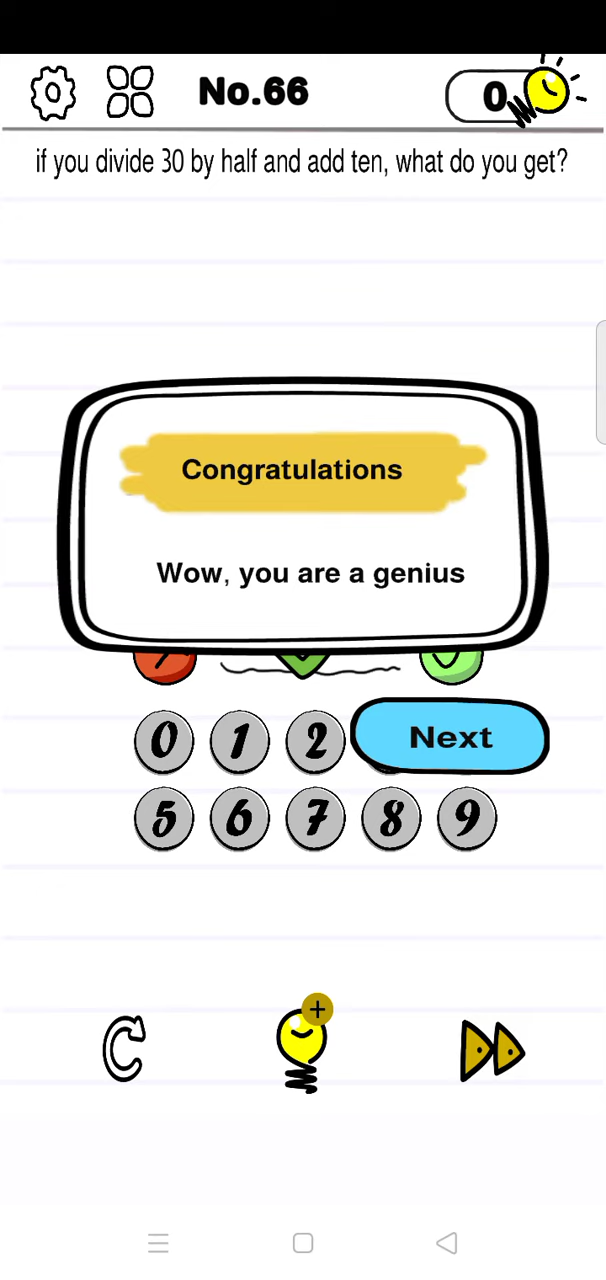 No.66
0
if you divide 30 by half and add ten, what do you get?
Congratulations
Wow, you are a genius
0 1 2
Next
5 6 7 8 9
+